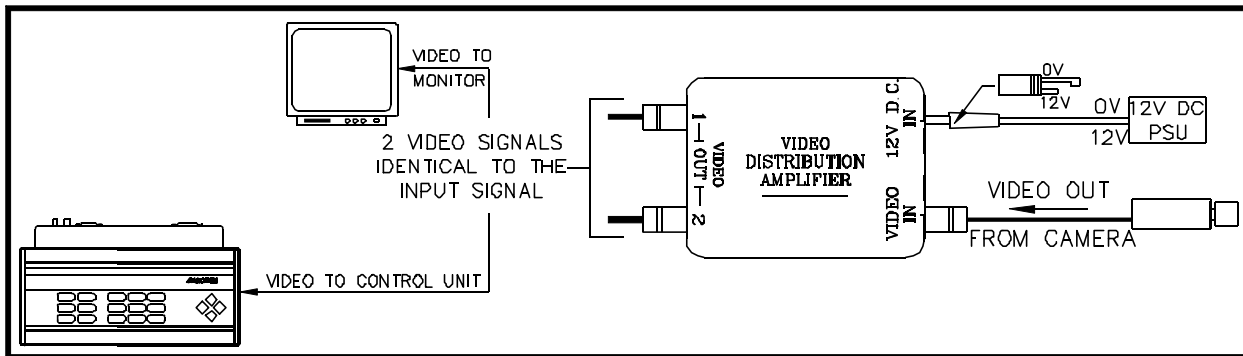 VIDEO TO
MONITOR
2 VIDEO SIGNALS
IDENTICAL TO THE
INPUT SIGNAL
VIDEO TO CONTROL UNIT
1
VIDEO
OUT
2
VIDEO
DISTRIBUTION
AMPLIFIER
12V D.C.
IN
VIDEO
IN
0V
12V
0V
12V
12V DC
PSU
VIDEO OUT
FROM CAMERA